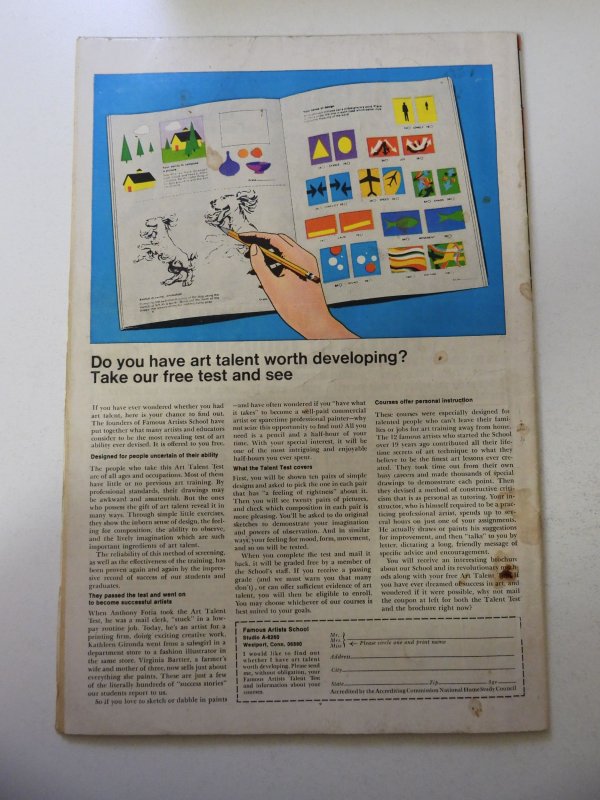 Do you have art talent worth developing?
Take our free test and see
If you have ever wondered whether you had
art talent, here is your chance to find out.
The founders of Famous Artists School have
put together what many artists and educators
consider to be the most revealing test of art
ability ever devised. It is offered to you free.
Designed for people uncertain of their ability
The people who take this Art Talent Test
are of all ages and occupations. Most of them
have little or no previous art training. By
professional standards, their drawings may
be awkward and amateurish. But the ones
who possess the gift of art talent reveal it in
many ways. Through simple little exercises,
they show the inborn sense of design, the feel-
ing for composition, the ability to observe,
and the lively imagination which are such
important ingredients of art talent.
The reliability of this method of screening,
as well as the effectiveness of the training, has
been proven again and again by the impres-
sive record of success of our students and
graduates.
They passed the test and went on
to become successful artists
When Anthony Fotia took the Art Talent
Test, he was a mail clerk, "stuck" in a low-
pay routine job. Today, he's an artist for a
printing firm, doing exciting creative work.
Kathleen Gironda went from a salesgirl in a
department store to a fashion illustrator in
the same store. Virginia Bartter, a farmer's
wife and mother of three, now sells just about
everything she paints. These are just a few
of the literally hundreds of "success stories"
our students report to us.
So if you love to sketch or dabble in paints
—and have often wondered if you "have what
it takes" to become a well-paid commercial
artist or sparetime professional painter—why
not seize this opportunity to find out? All you
need is a pencil and a half-hour of your
time. With your special interest, it will be
one of the most intriguing and enjoyable
half-hours you ever spent.
What the Talent Test covers
First, you will be shown ten pairs of simple
designs and asked to pick the one in each pair
that has "a feeling of rightness" about it.
Then you will see twenty pairs of pictures,
and check which composition in each pair is
more pleasing. You'll be asked to do original
sketches to demonstrate your imagination
and powers of observation. And in similar
ways your feeling for mood, form, movement,
and so on will be tested.
When you complete the test and mail it
back, it will be graded free by a member of
the School's staff. If you receive a passing
grade (and we must warn you that many
don't), or can offer sufficient evidence of art
talent, you will then be eligible to enroll.
You may choose whichever of our courses is
best suited to your goals.
Courses offer personal instruction
These courses were especially designed for
talented people who can't leave their fami-
lies or jobs for art training away from home.
The 12 famous artists who started the School
over 19 years ago contributed all their life-
time secrets of art technique to what they
believe to be the finest art lessons ever cre-
ated. They took time out from their own
busy careers and made thousands of special
drawings to demonstrate each point. Then
they devised a method of constructive criti-
cism that is as personal as tutoring. Your in-
structor, who is himself required to be a prac-
ticing professional artist, spends up to sev-
eral hours on just one of your assignments.
He actually draws or paints his suggestions
for improvement, and then "talks" to you by
letter, dictating a long, friendly message of
specific advice and encouragement.
You will receive an interesting brochure
about our School and its revolutionary meth-
ods along with your free Art Talent Test. If
you have ever dreamed of success in art, and
wondered if it were possible, why not mail
the coupon at left for both the Talent Test
and the brochure right now?
Famous Artists School
Studio A-6260
Westport, Conn. 06880
I would like to find out
whether I have art talent
worth developing. Please send
me, without obligation, your
Famous Artists Talent Test
and information about your
courses.
Mr.
Mrs.
Miss
Please circle one and print name
Address
City
State Zip Age
Accredited by the Accrediting Commission National Home Study Council